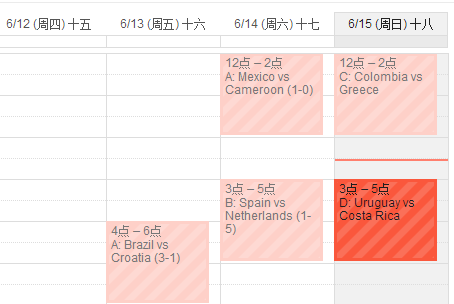 6/12 (周四) 十五
6/13 (周五) 十六
6/14 (周六) 十七
6/15 (周日) 十八
12点 – 2点
A: Mexico vs
Cameroon (1-0)
12点 – 2点
C: Colombia vs
Greece
3点 – 5点
B: Spain vs
Netherlands (1-
5)
3点 – 5点
D: Uruguay vs
Costa Rica
4点 – 6点
A: Brazil vs
Croatia (3-1)